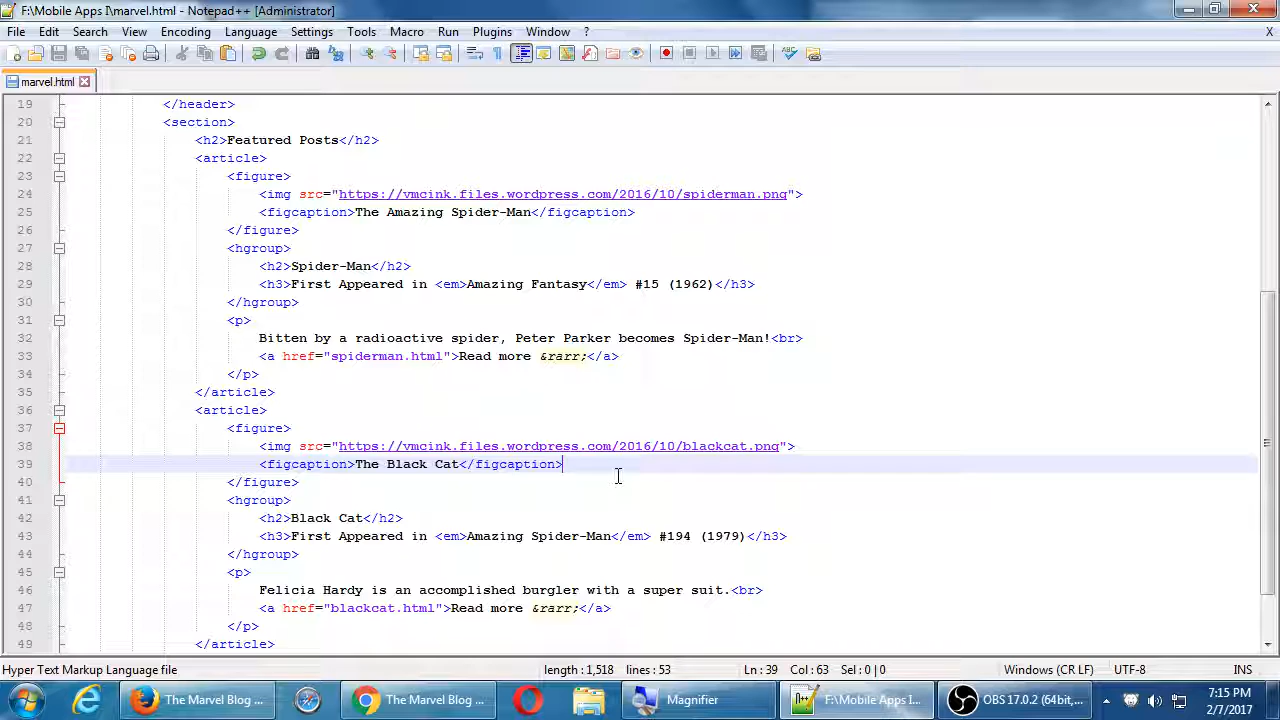 F:\Mobile Apps I\marvel.html - Notepad++ [Administrator]
File Edit Search View Encoding Language Settings Tools Macro Run Plugins Window ? X
marvel.html
19 </header>
20 <section>
21 <h2>Featured Posts</h2>
22 <article>
23 <figure>
24 <img src="https://vmcink.files.wordpress.com/2016/10/spiderman.png">
25 <figcaption>The Amazing Spider-Man</figcaption>
26 </figure>
27 <hgroup>
28 <h2>Spider-Man</h2>
29 <h3>First Appeared in <em>Amazing Fantasy</em> #15 (1962)</h3>
30 </hgroup>
31 <p>
32 Bitten by a radioactive spider, Peter Parker becomes Spider-Man!<br>
33 <a href="spiderman.html">Read more &rarr;</a>
34 </p>
35 </article>
36 <article>
37 <figure>
38 <img src="https://vmcink.files.wordpress.com/2016/10/blackcat.png">
39 <figcaption>The Black Cat</figcaption>
40 </figure>
41 <hgroup>
42 <h2>Black Cat</h2>
43 <h3>First Appeared in <em>Amazing Spider-Man</em> #194 (1979)</h3>
44 </hgroup>
45 <p>
46 Felicia Hardy is an accomplished burgler with a super suit.<br>
47 <a href="blackcat.html">Read more &rarr;</a>
48 </p>
49 </article>
Hyper Text Markup Language file length : 1,518 lines : 53 Ln : 39 Col : 63 Sel : 0 | 0 Windows (CR LF) UTF-8 INS
The Marvel Blog ... The Marvel Blog ... Magnifier F:\Mobile Apps I... OBS 17.0.2 (64bit,... 7:15 PM
2/7/2017